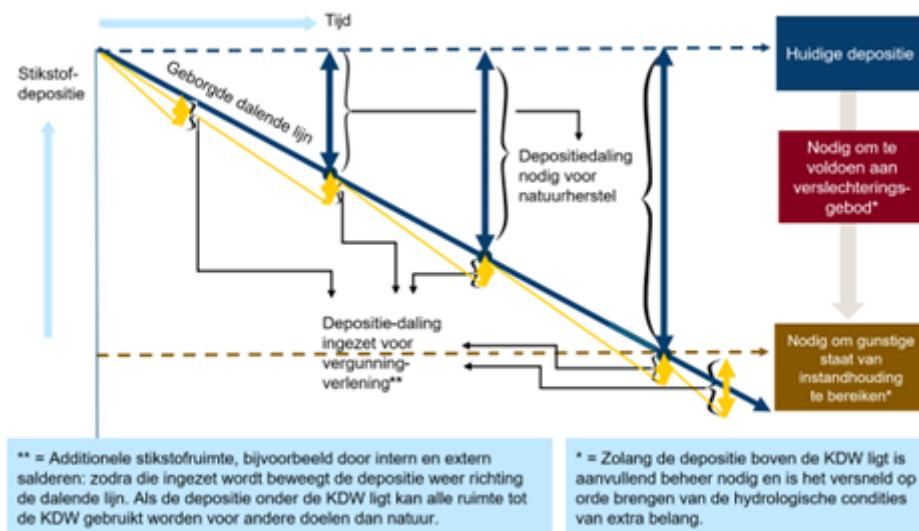 Tijd
Stikstof-
depositie
Geborgde dalende lijn
Depositiedaling
nodig voor
natuurherstel
Depositie-daling
ingezet voor
vergunning-
verlening**
Huidige depositie
Nodig om te
voldoen aan
verslechterings-
gebod*
Nodig om gunstige
staat van
instandhouding
te bereiken*
** = Additionele stikstofruimte, bijvoorbeeld door intern en extern
salderen: zodra die ingezet wordt beweegt de depositie weer richting
de dalende lijn. Als de depositie onder de KDW ligt kan alle ruimte tot
de KDW gebruikt worden voor andere doelen dan natuur.
* = Zolang de depositie boven de KDW ligt is
aanvullend beheer nodig en is het versneld op
orde brengen van de hydrologische condities
van extra belang.